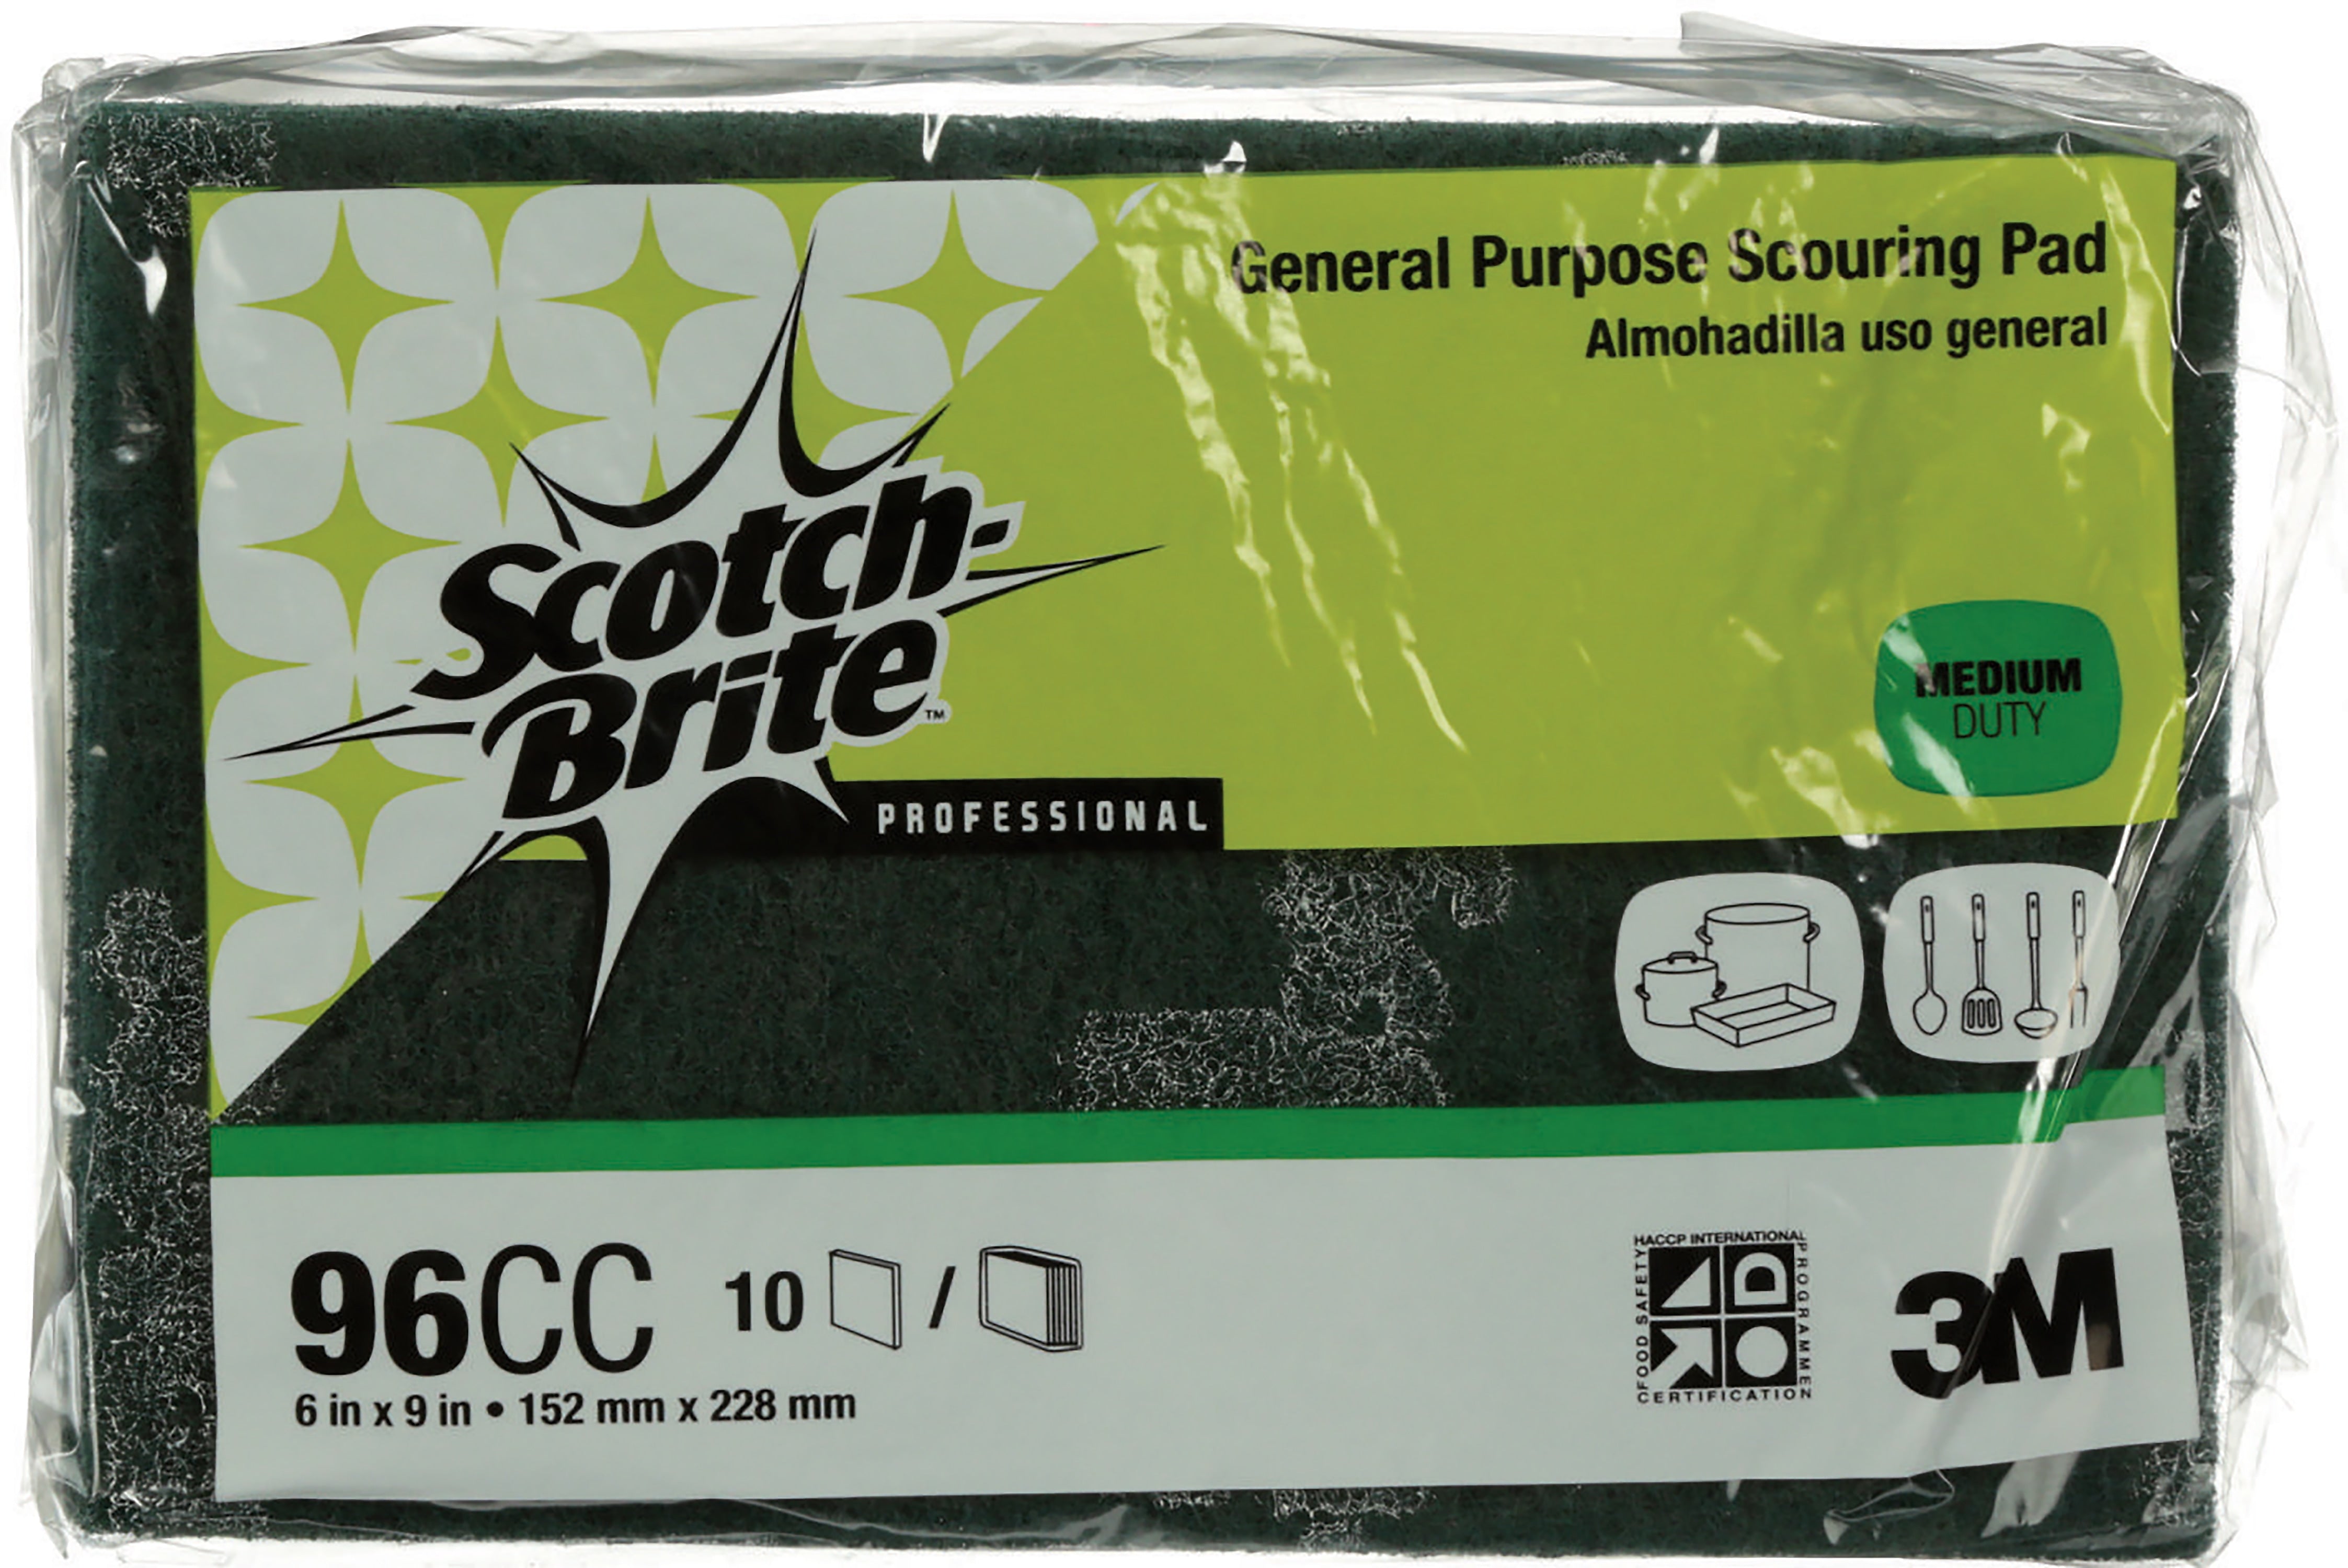 General Purpose Scouring Pad
Almohadilla uso general
Scotch-
Brite™
PROFESSIONAL
MEDIUM
DUTY
96CC 10 /
6 in x 9 in • 152 mm x 228 mm
HACCP INTERNATIONAL
FOOD SAFETY
PROGRAMME
CERTIFICATION
3M